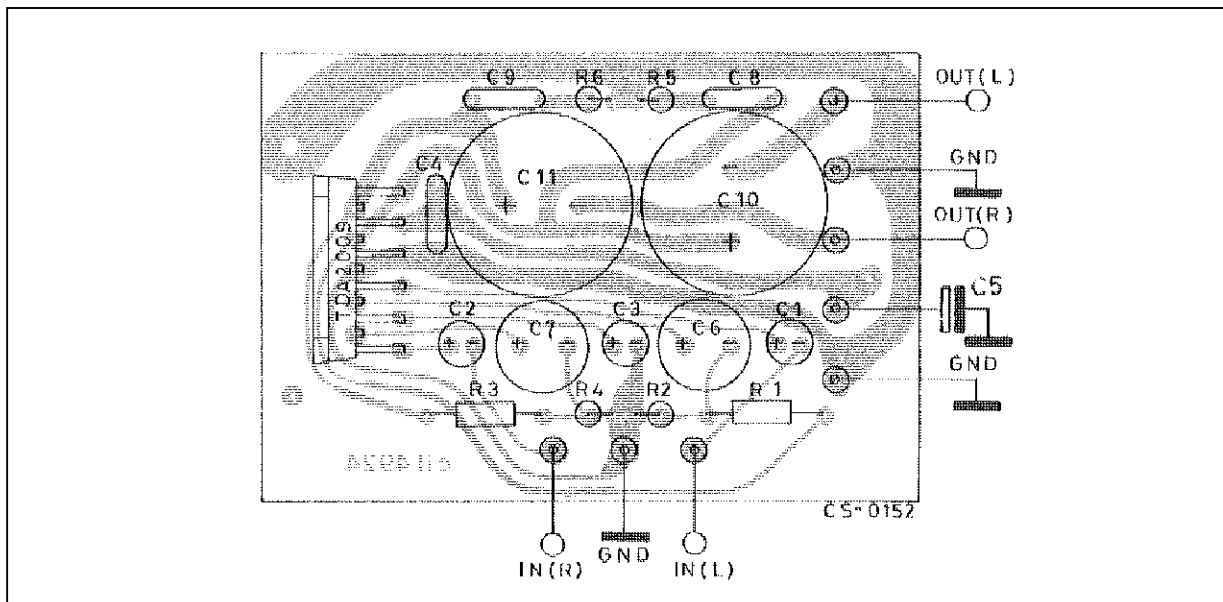 C9 R6 R5 C8 OUT(L)
GND
C4 C11 C10
OUT(R)
TDA2009
C5
C2 C7 C3 C6 C1
GND
R3 R4 R2 R1
CS-0152
GND
IN(R) IN(L)